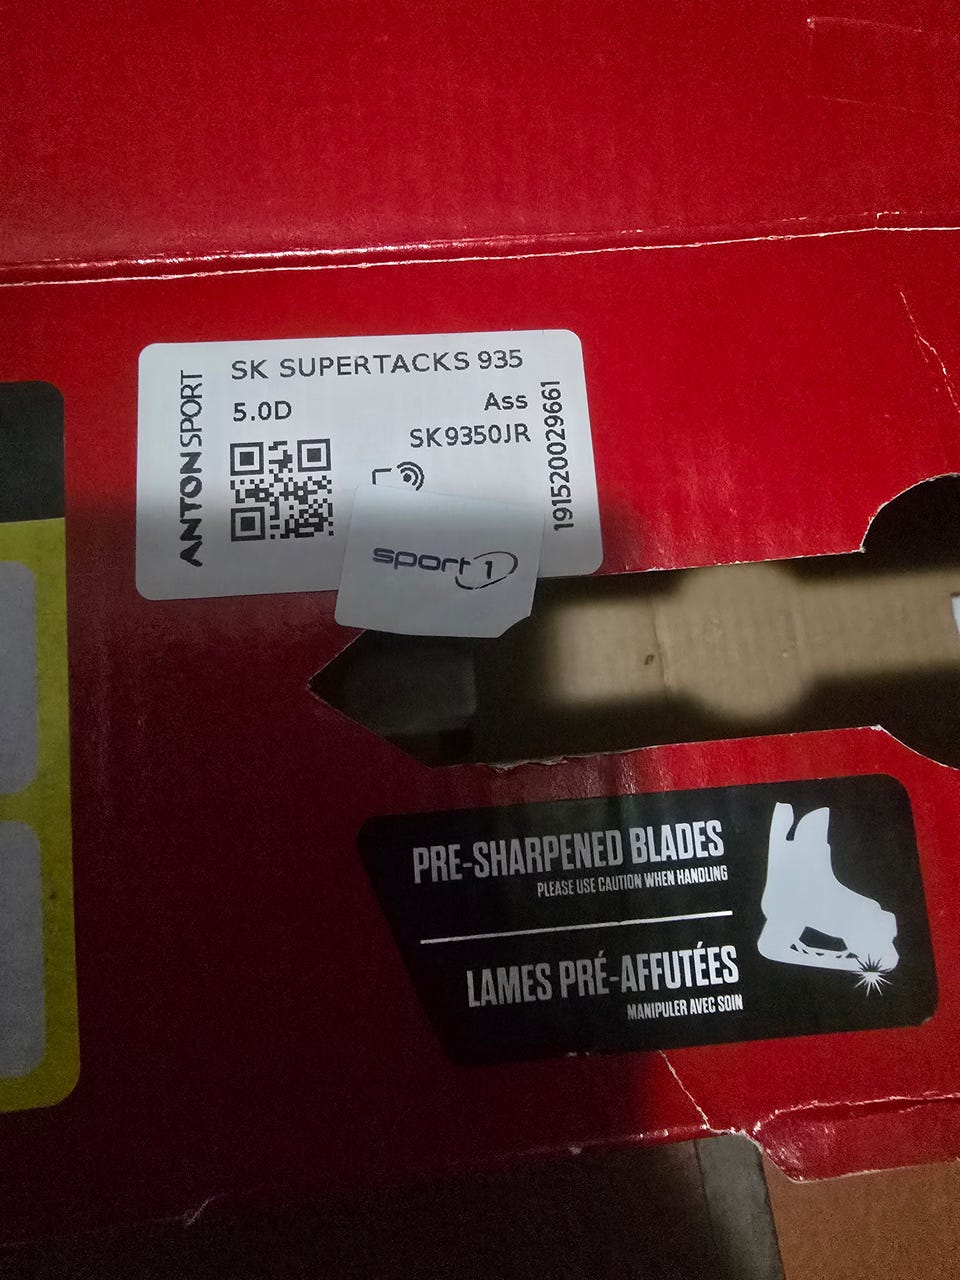 SK SUPERTACKS 935
5.0D
Ass
SK9350JR
ANTONSPORT
191520029661
sport 1
PRE-SHARPENED BLADES
PLEASE USE CAUTION WHEN HANDLING
LAMES PRÉ-AFFUTÉES
MANIPULER AVEC SOIN